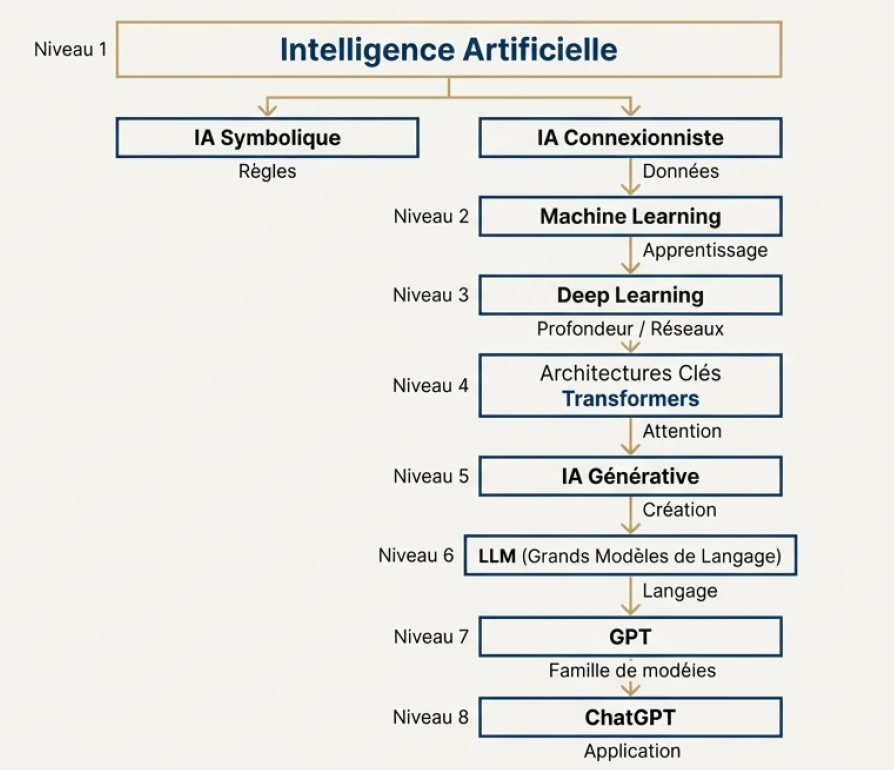 Niveau 1
Intelligence Artificielle
IA Symbolique
IA Connexionniste
Règles
Données
Niveau 2
Machine Learning
Apprentissage
Niveau 3
Deep Learning
Profondeur / Réseaux
Niveau 4
Architectures Clés
Transformers
Attention
Niveau 5
IA Générative
Création
Niveau 6
LLM (Grands Modèles de Langage)
Langage
Niveau 7
GPT
Famille de modéies
Niveau 8
ChatGPT
Application